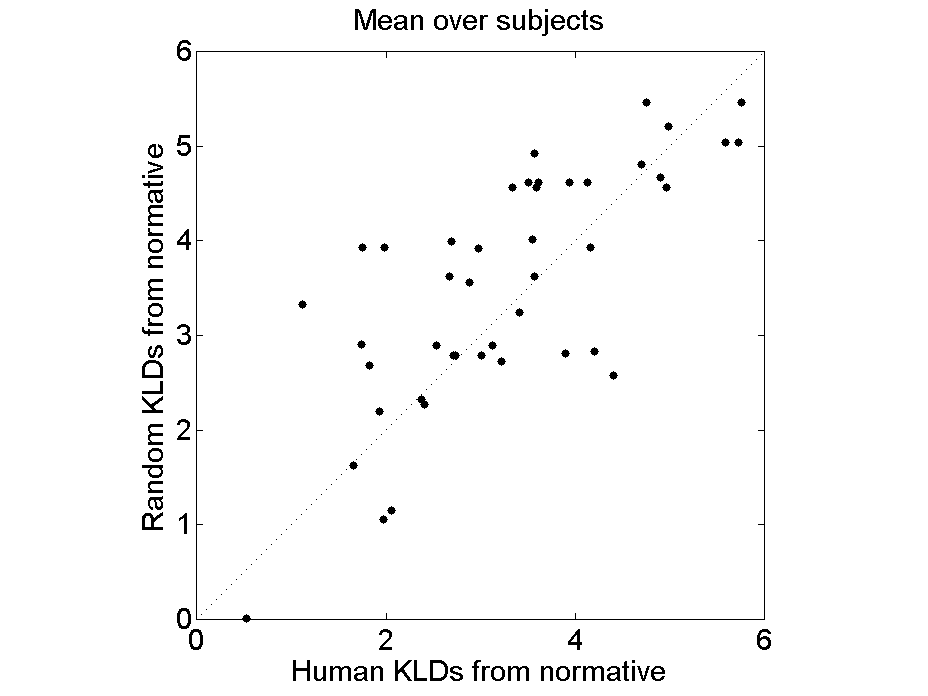 Mean over subjects
6
5
4
3
2
1
0
Random KLDs from normative
0 2 4 6
Human KLDs from normative